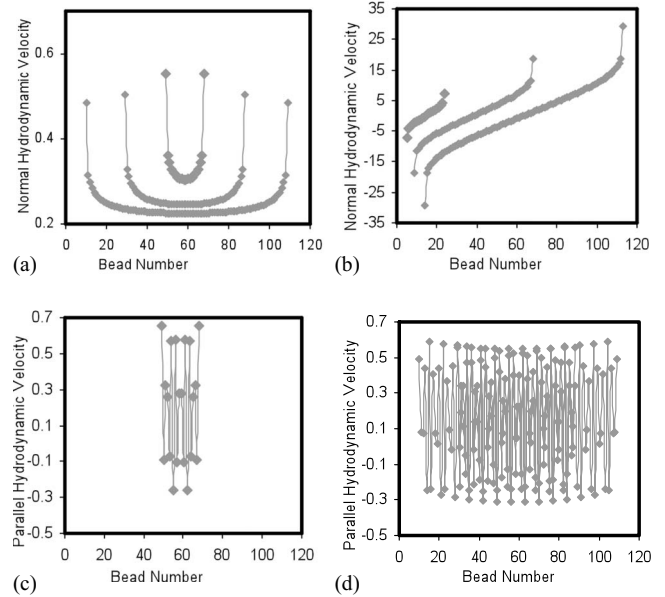 Normal Hydrodynamic Velocity
0.6
0.4
0.2
0 20 40 60 80 100 120
Bead Number
(a)
Normal Hydrodynamic Velocity
35
25
15
5
-5
-15
-25
-35
0 20 40 60 80 100 120
Bead Number
(b)
Parallel Hydrodynamic Velocity
0.7
0.5
0.3
0.1
-0.1
-0.3
-0.5
0 20 40 60 80 100 120
Bead Number
(c)
Parallel Hydrodynamic Velocity
0.7
0.5
0.3
0.1
-0.1
-0.3
-0.5
0 20 40 60 80 100 120
Bead Number
(d)